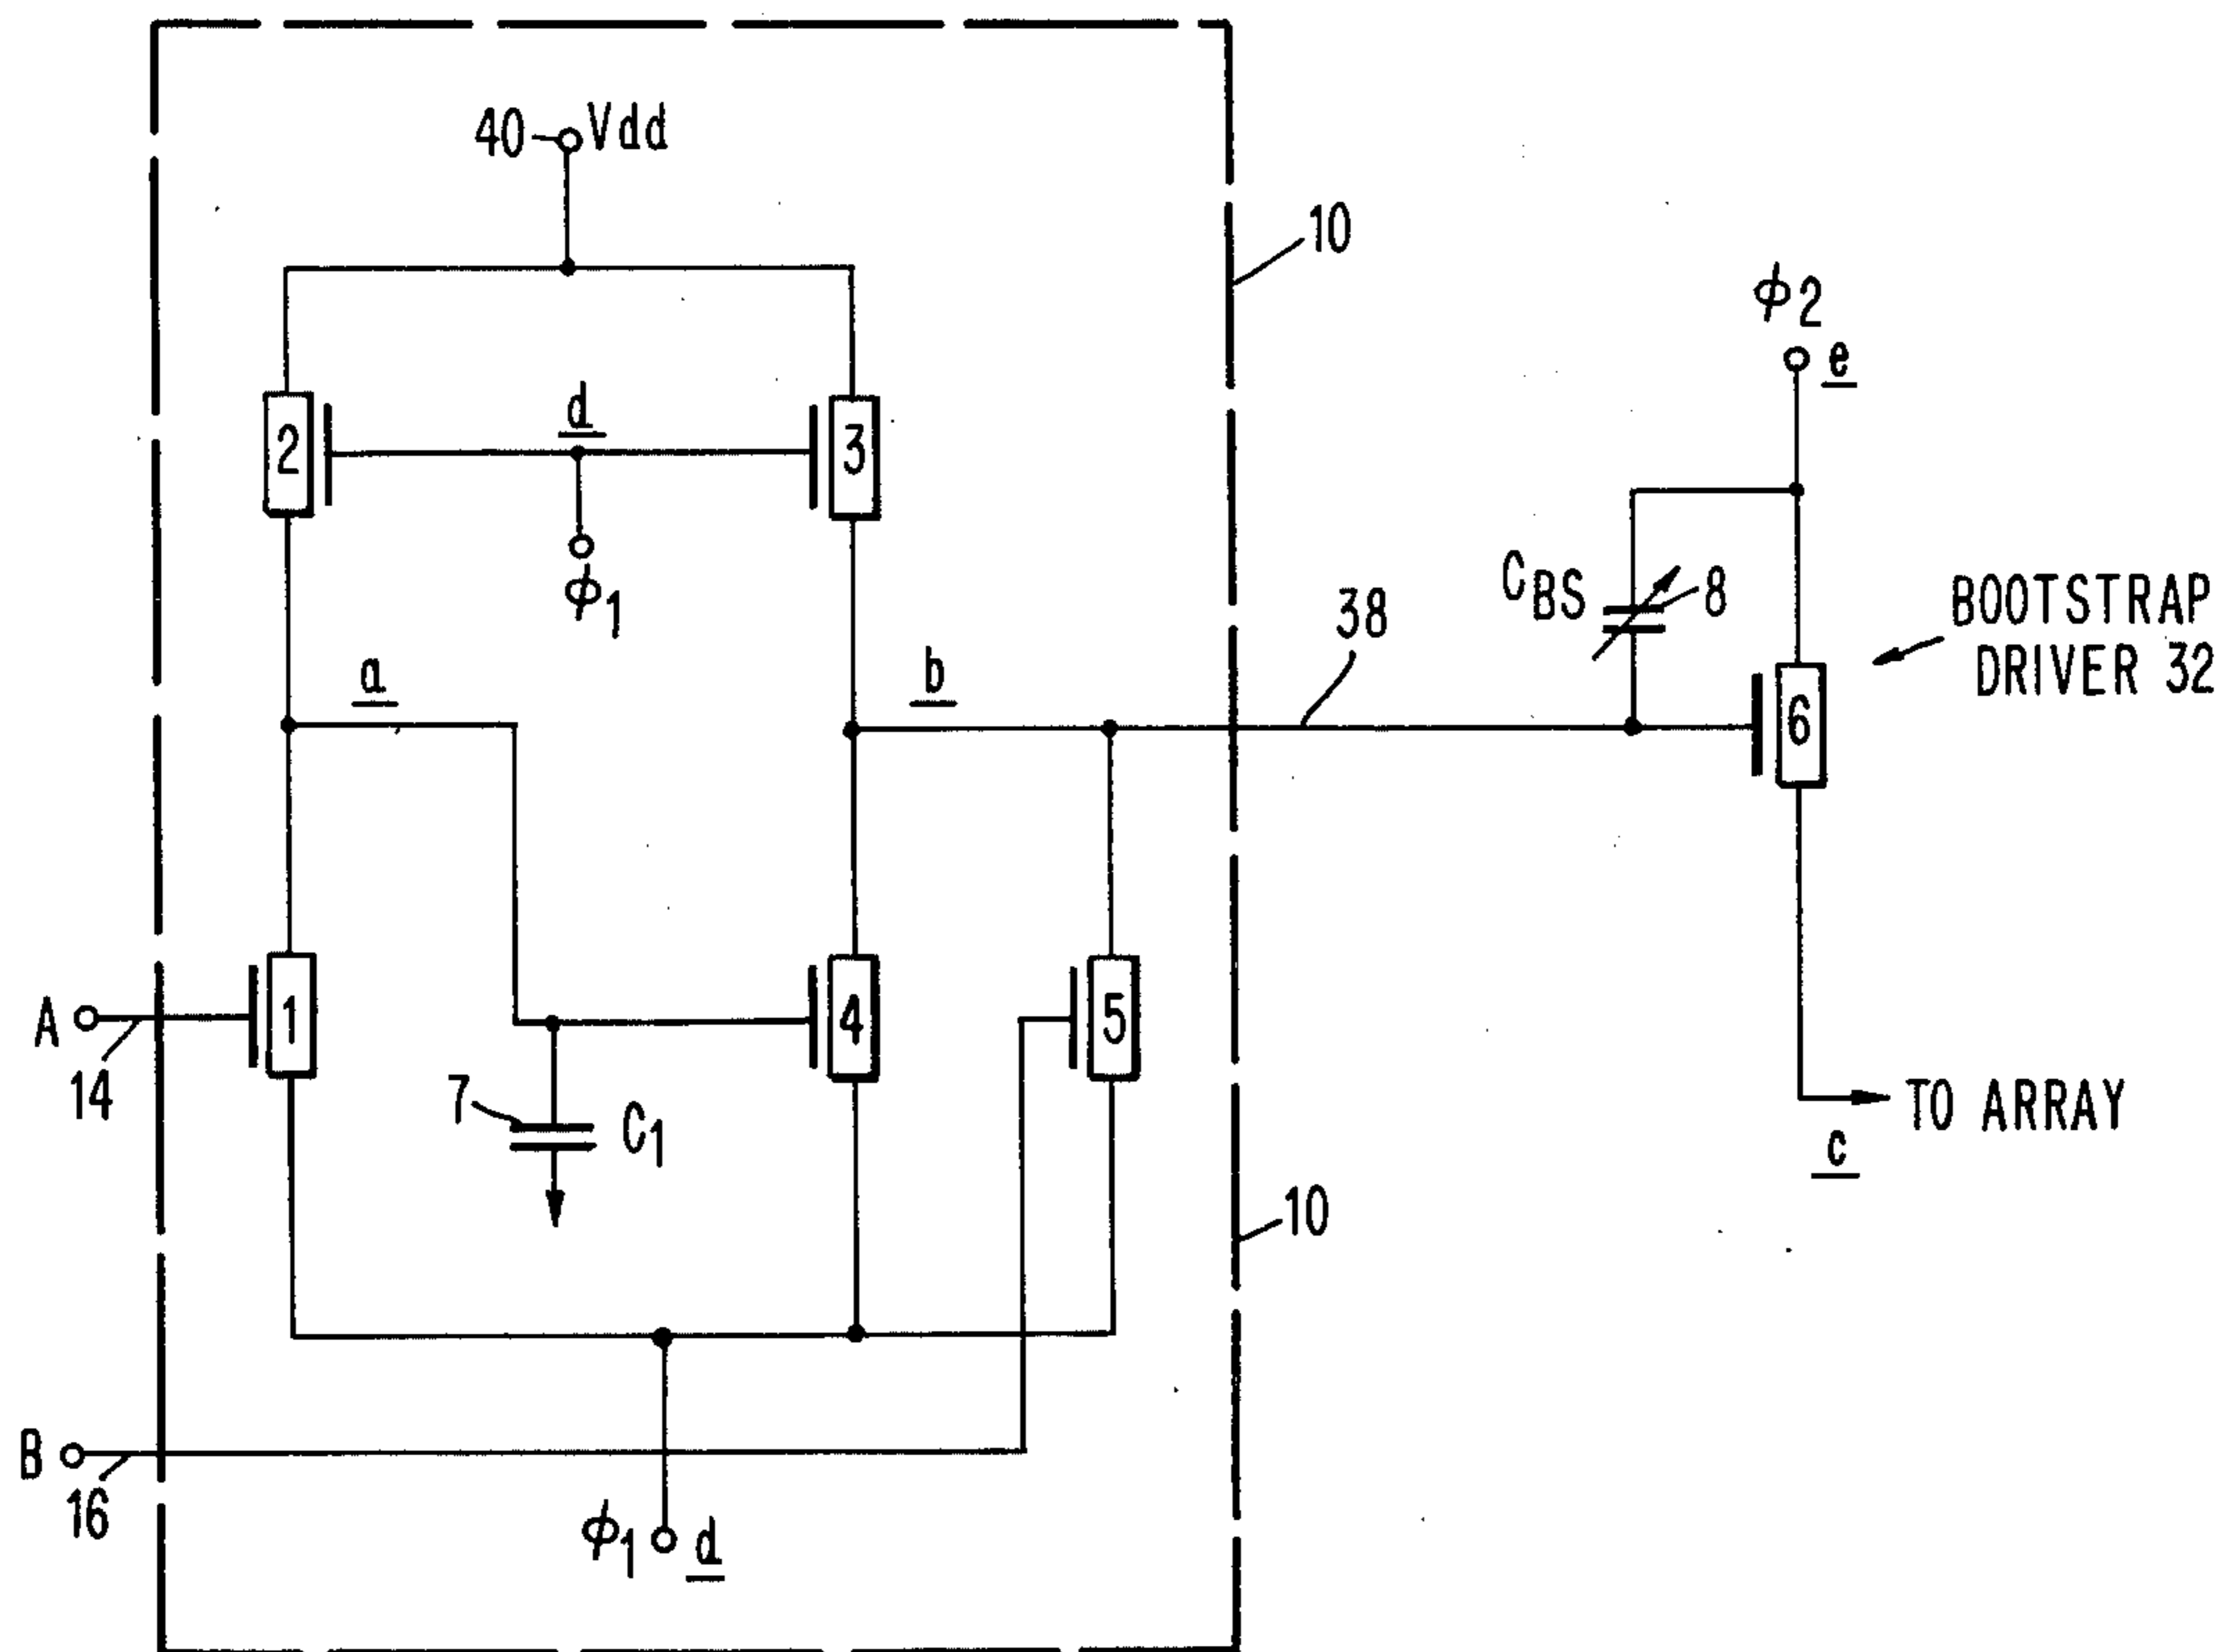 40 Vdd
10
ϕ2
e
2
d
3
ϕ1
CBS
8
BOOTSTRAP
DRIVER 32
38
a
b
6
A
14
1
4
5
7
C1
TO ARRAY
c
10
B
16
ϕ1 d